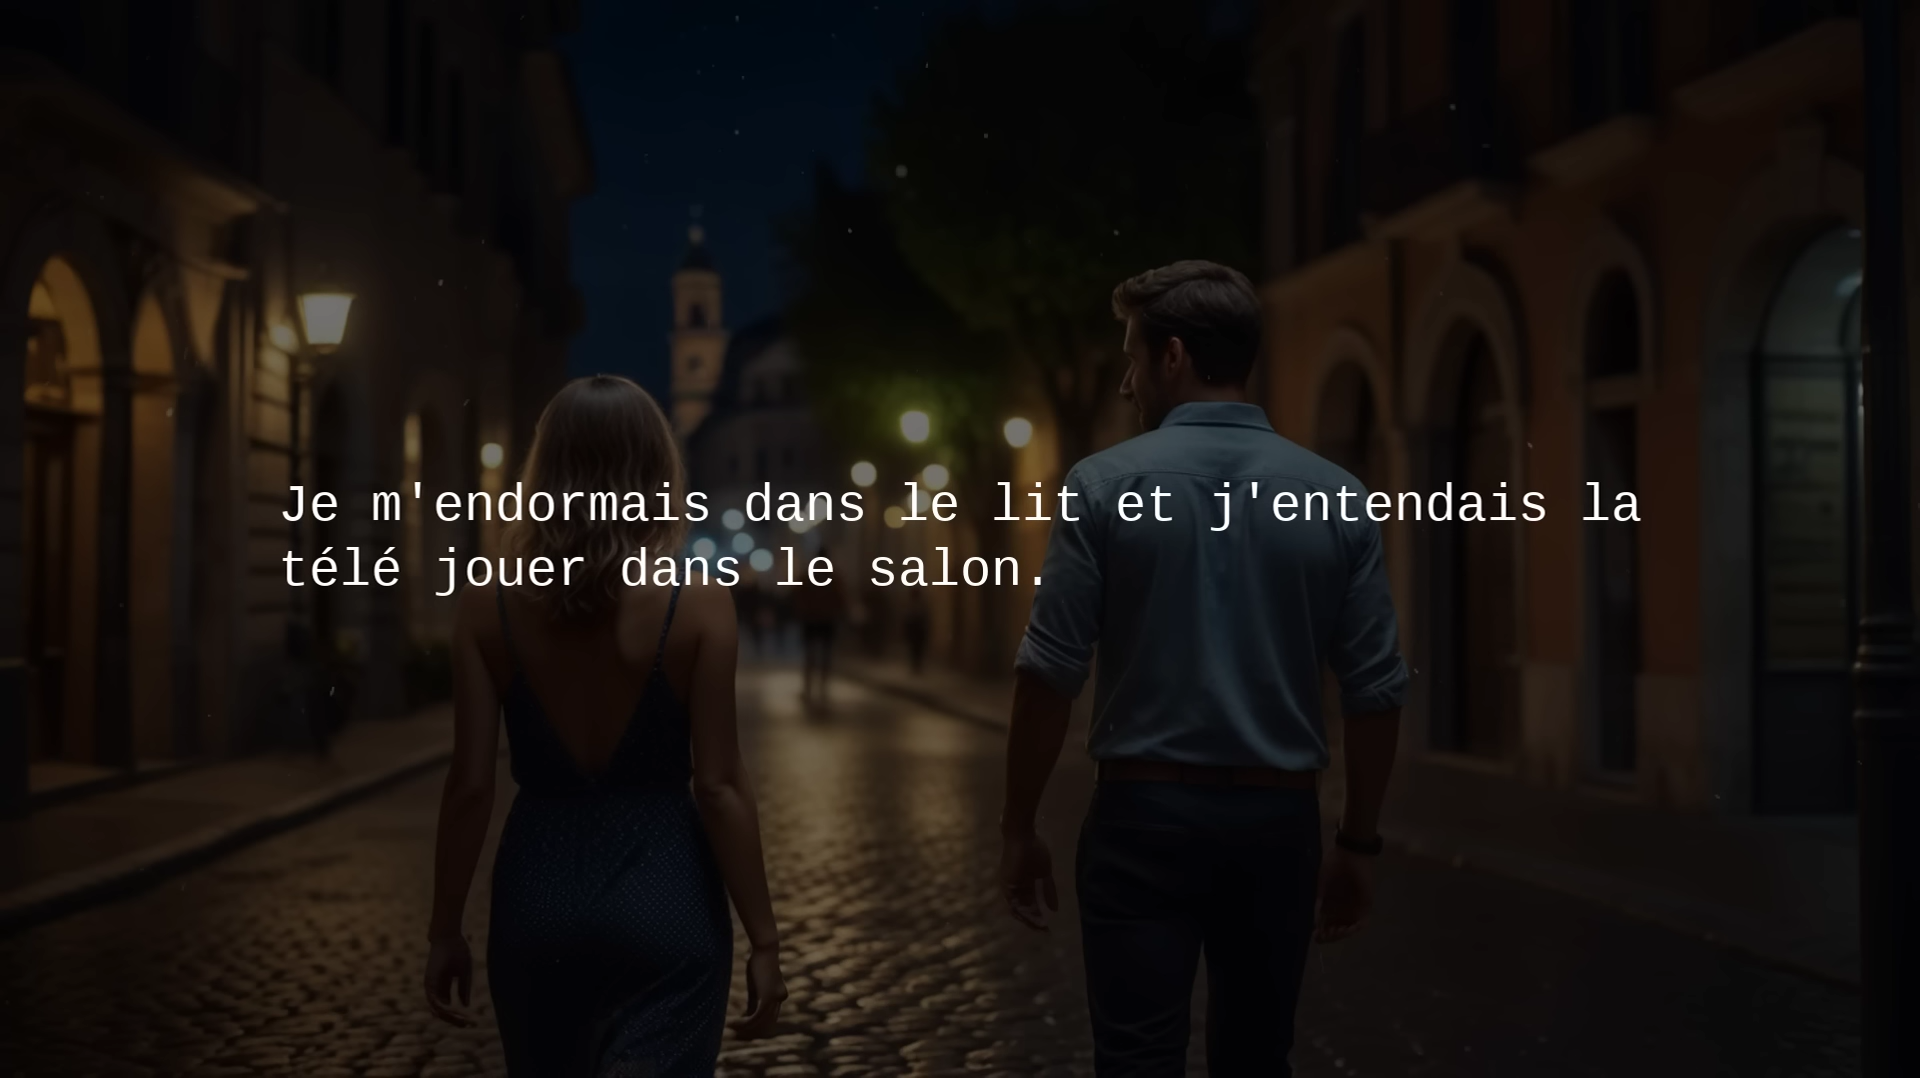 Je m'endormais dans le lit et j'entendais la
télé jouer dans le salon.